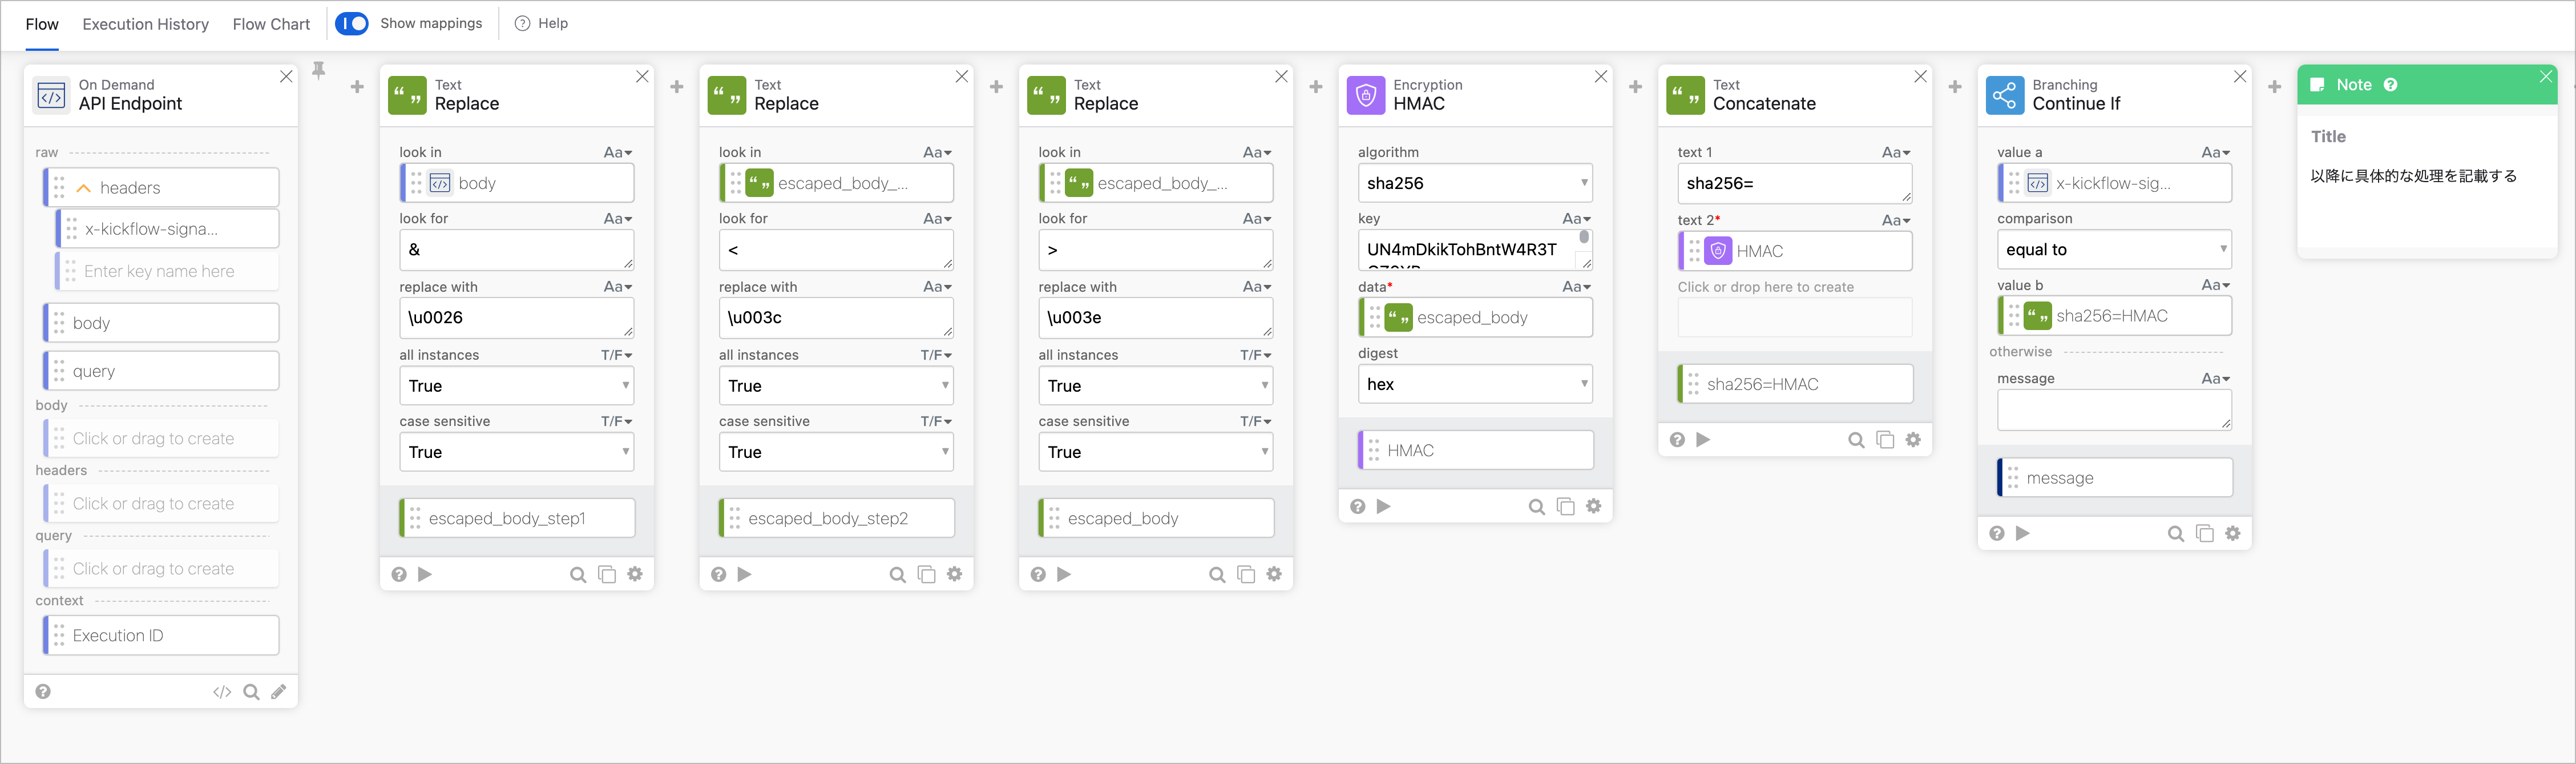 Flow
Execution History
Flow Chart
Show mappings
Help
On Demand
API Endpoint
raw
headers
x-kickflow-signa...
Enter key name here
body
query
body
Click or drag to create
headers
Click or drag to create
query
Click or drag to create
context
Execution ID
Text
Replace
look in Aa
body
look for Aa
&
replace with Aa
\u0026
all instances T/F
True
case sensitive T/F
True
escaped_body_step1
Text
Replace
look in Aa
escaped_body_...
look for Aa
<
replace with Aa
\u003c
all instances T/F
True
case sensitive T/F
True
escaped_body_step2
Text
Replace
look in Aa
escaped_body_...
look for Aa
>
replace with Aa
\u003e
all instances T/F
True
case sensitive T/F
True
escaped_body
Encryption
HMAC
algorithm
sha256
key Aa
UN4mDkikTohBntW4R3T
data* Aa
escaped_body
digest
hex
HMAC
Text
Concatenate
text 1 Aa
sha256=
text 2* Aa
HMAC
Click or drop here to create
sha256=HMAC
Branching
Continue If
value a Aa
x-kickflow-sig...
comparison
equal to
value b Aa
sha256=HMAC
otherwise
message Aa
message
Note
Title
以降に具体的な処理を記載する